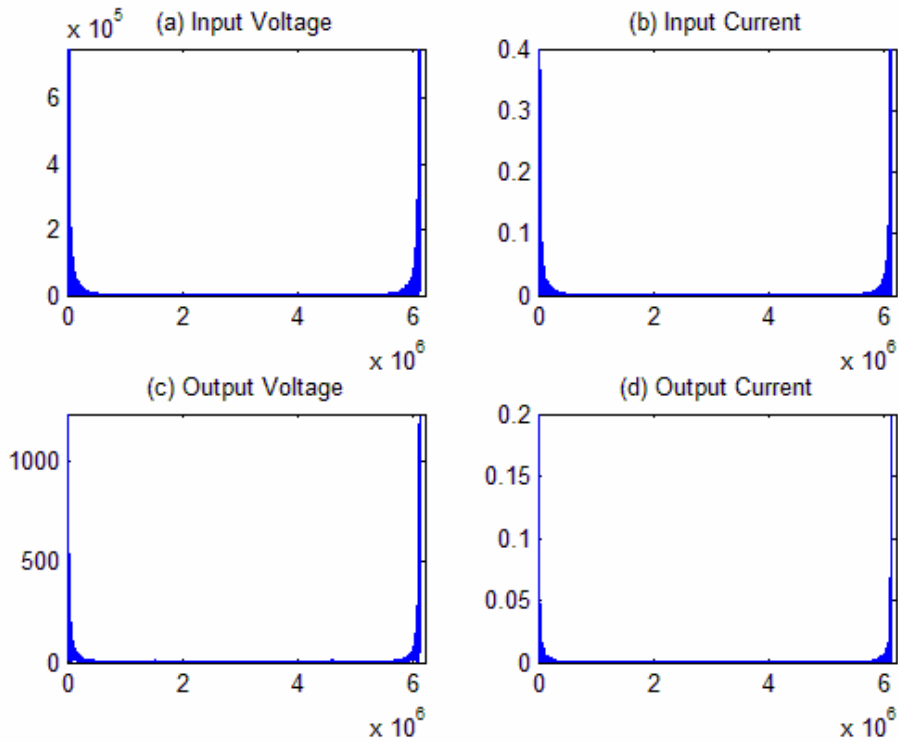 x 10^5
(a) Input Voltage
6
4
2
0
0 2 4 6
x 10^6
(b) Input Current
0.4
0.3
0.2
0.1
0
0 2 4 6
x 10^6
(c) Output Voltage
1000
500
0
0 2 4 6
x 10^6
(d) Output Current
0.2
0.15
0.1
0.05
0
0 2 4 6
x 10^6